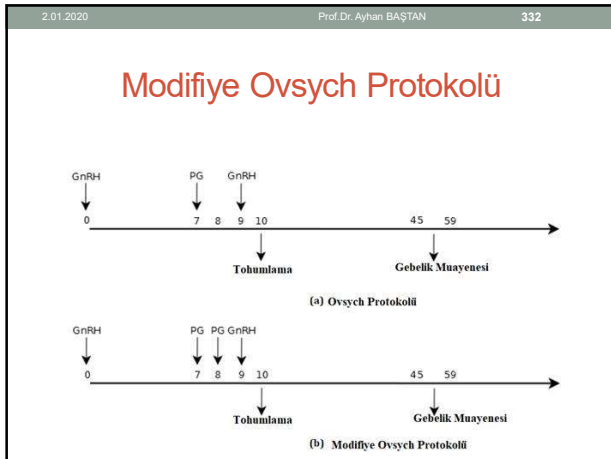 2.01.2020 Prof.Dr. Ayhan BAŞTAN 332
Modifiye Ovsych Protokolü
GnRH PG GnRH
0 7 8 9 10 45 59
Tohumlama Gebelik Muayenesi
(a) Ovsych Protokolü
GnRH PG PG GnRH
0 7 8 9 10 45 59
Tohumlama Gebelik Muayenesi
(b) Modifiye Ovsych Protokolü